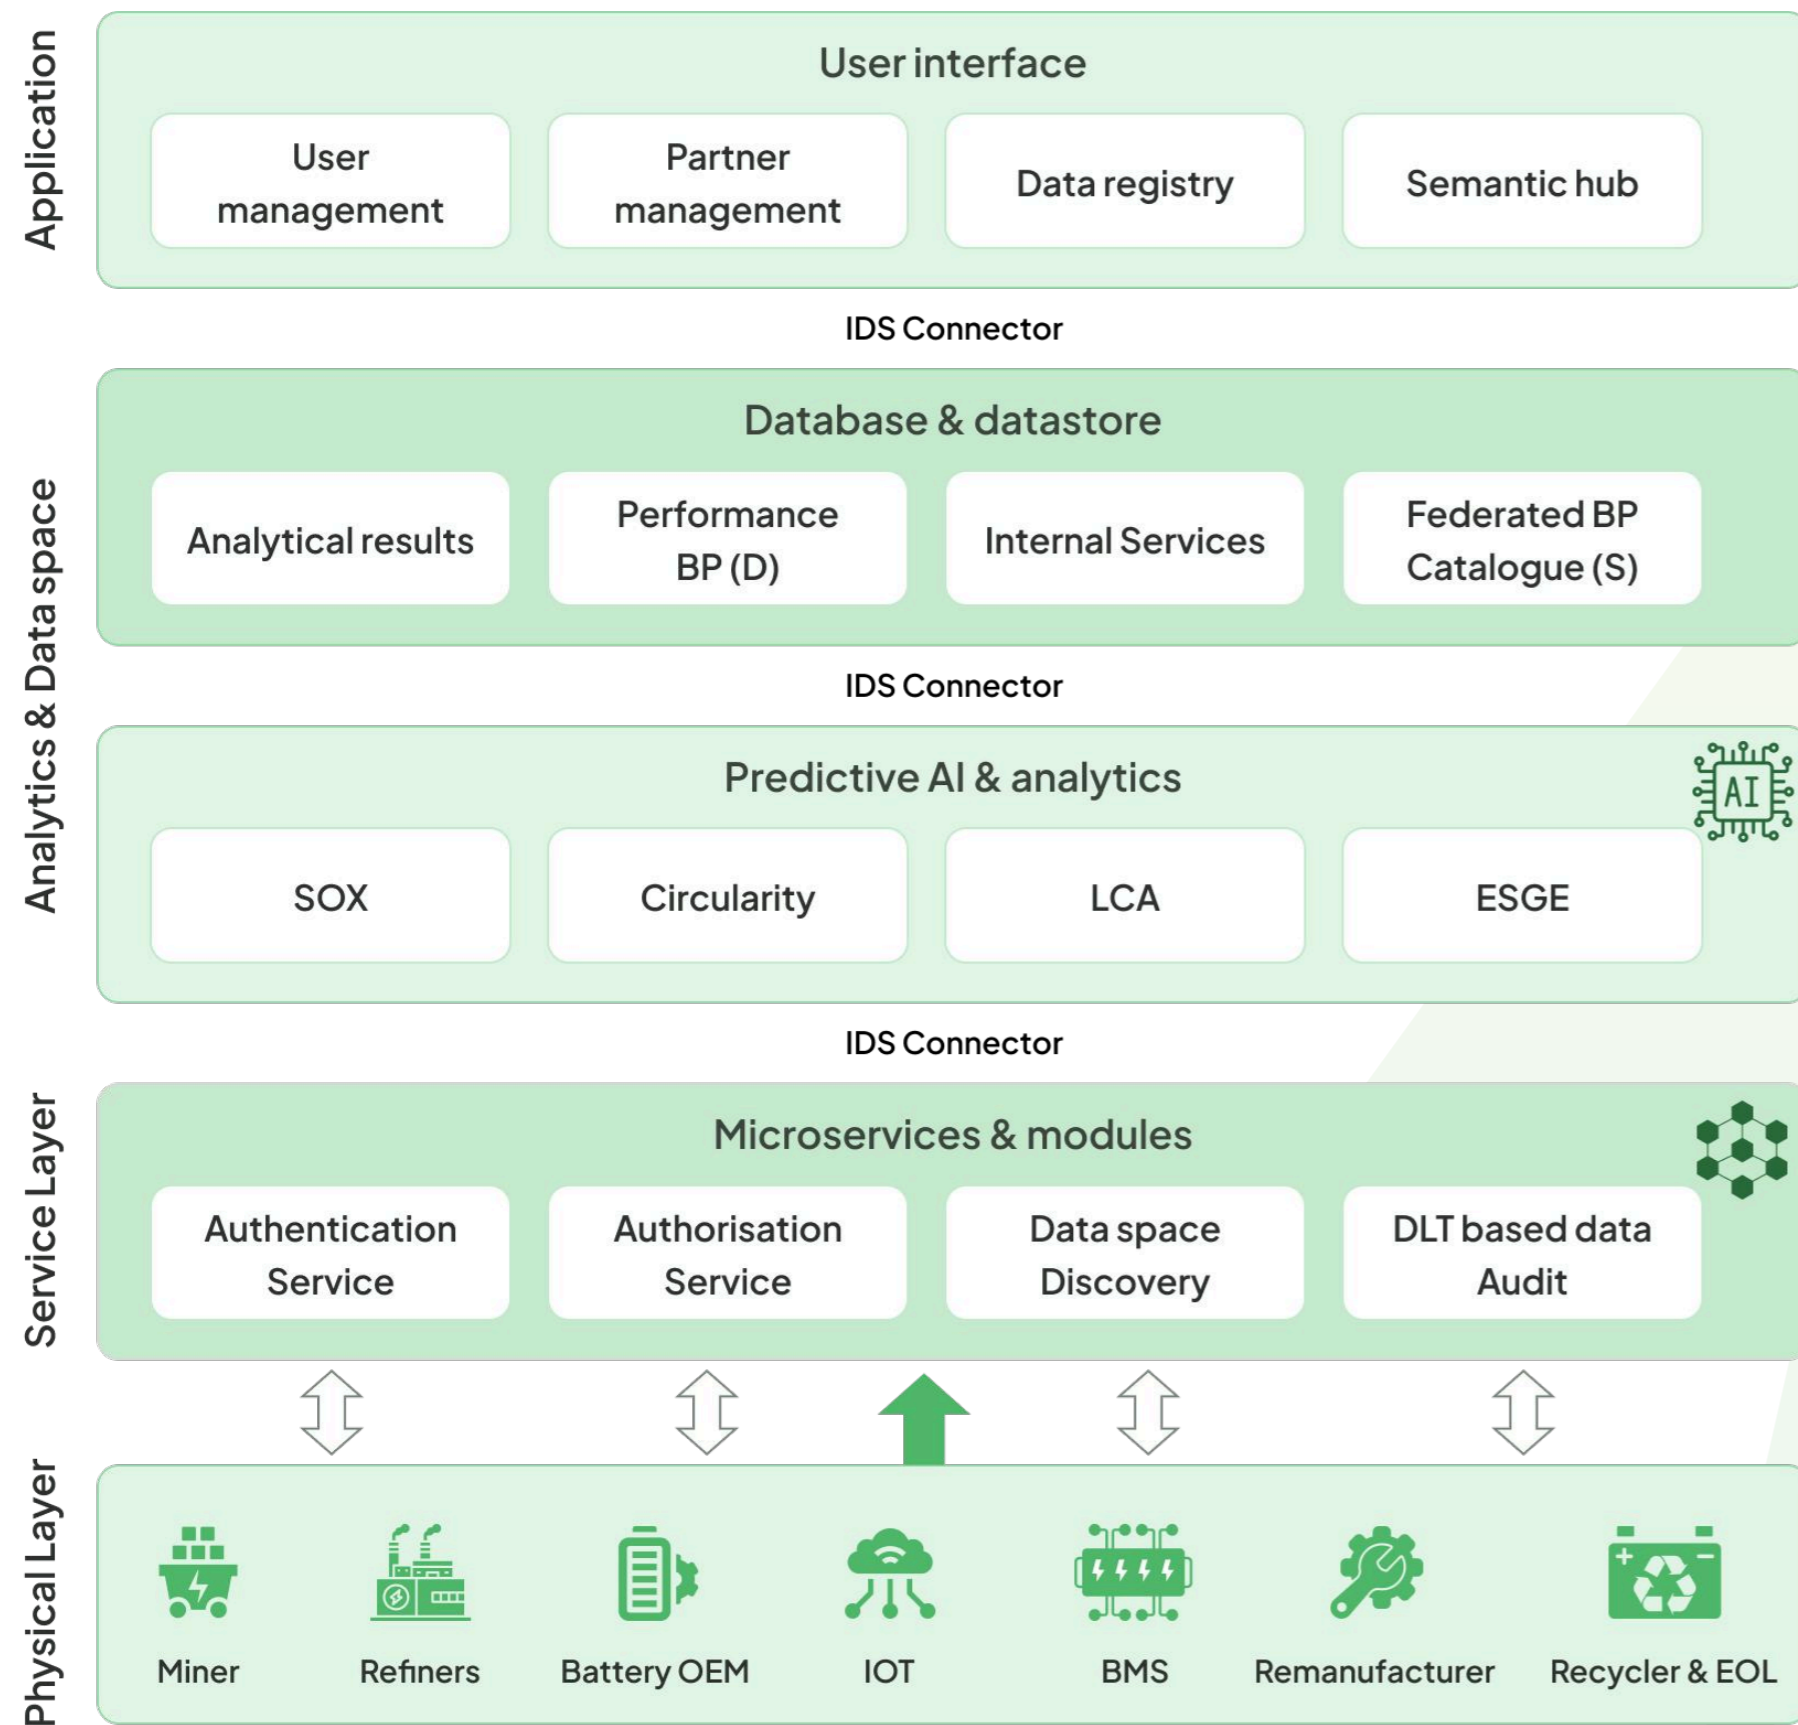 Application
User interface
User
management
Partner
management
Data registry
Semantic hub
IDS Connector
Analytics & Data space
Database & datastore
Analytical results
Performance
BP (D)
Internal Services
Federated BP
Catalogue (S)
IDS Connector
Predictive AI & analytics
AI
SOX
Circularity
LCA
ESGE
IDS Connector
Service Layer
Microservices & modules
Authentication
Service
Authorisation
Service
Data space
Discovery
DLT based data
Audit
Physical Layer
Miner
Refiners
Battery OEM
IOT
BMS
Remanufacturer
Recycler & EOL